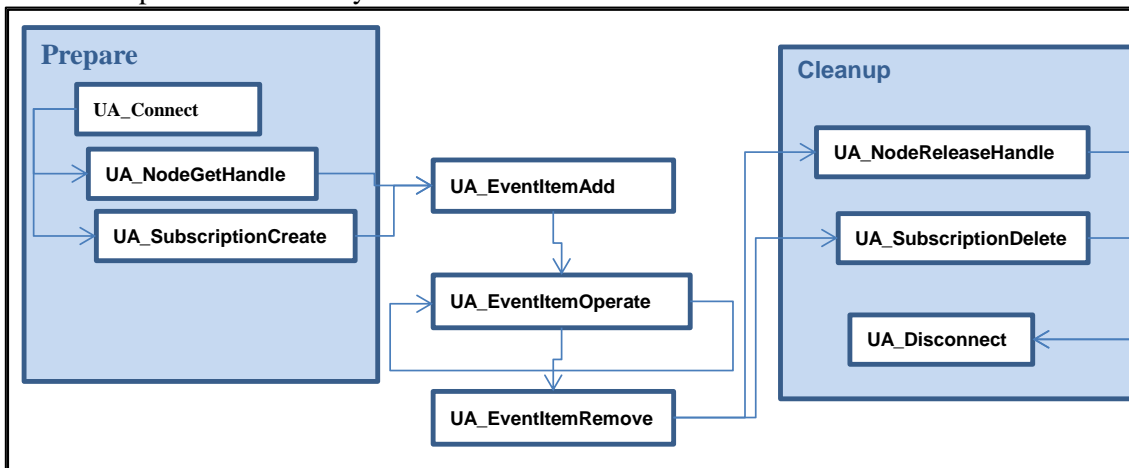 Prepare
UA_Connect
UA_NodeGetHandle
UA_SubscriptionCreate
UA_EventItemAdd
UA_EventItemOperate
UA_EventItemRemove
Cleanup
UA_NodeReleaseHandle
UA_SubscriptionDelete
UA_Disconnect